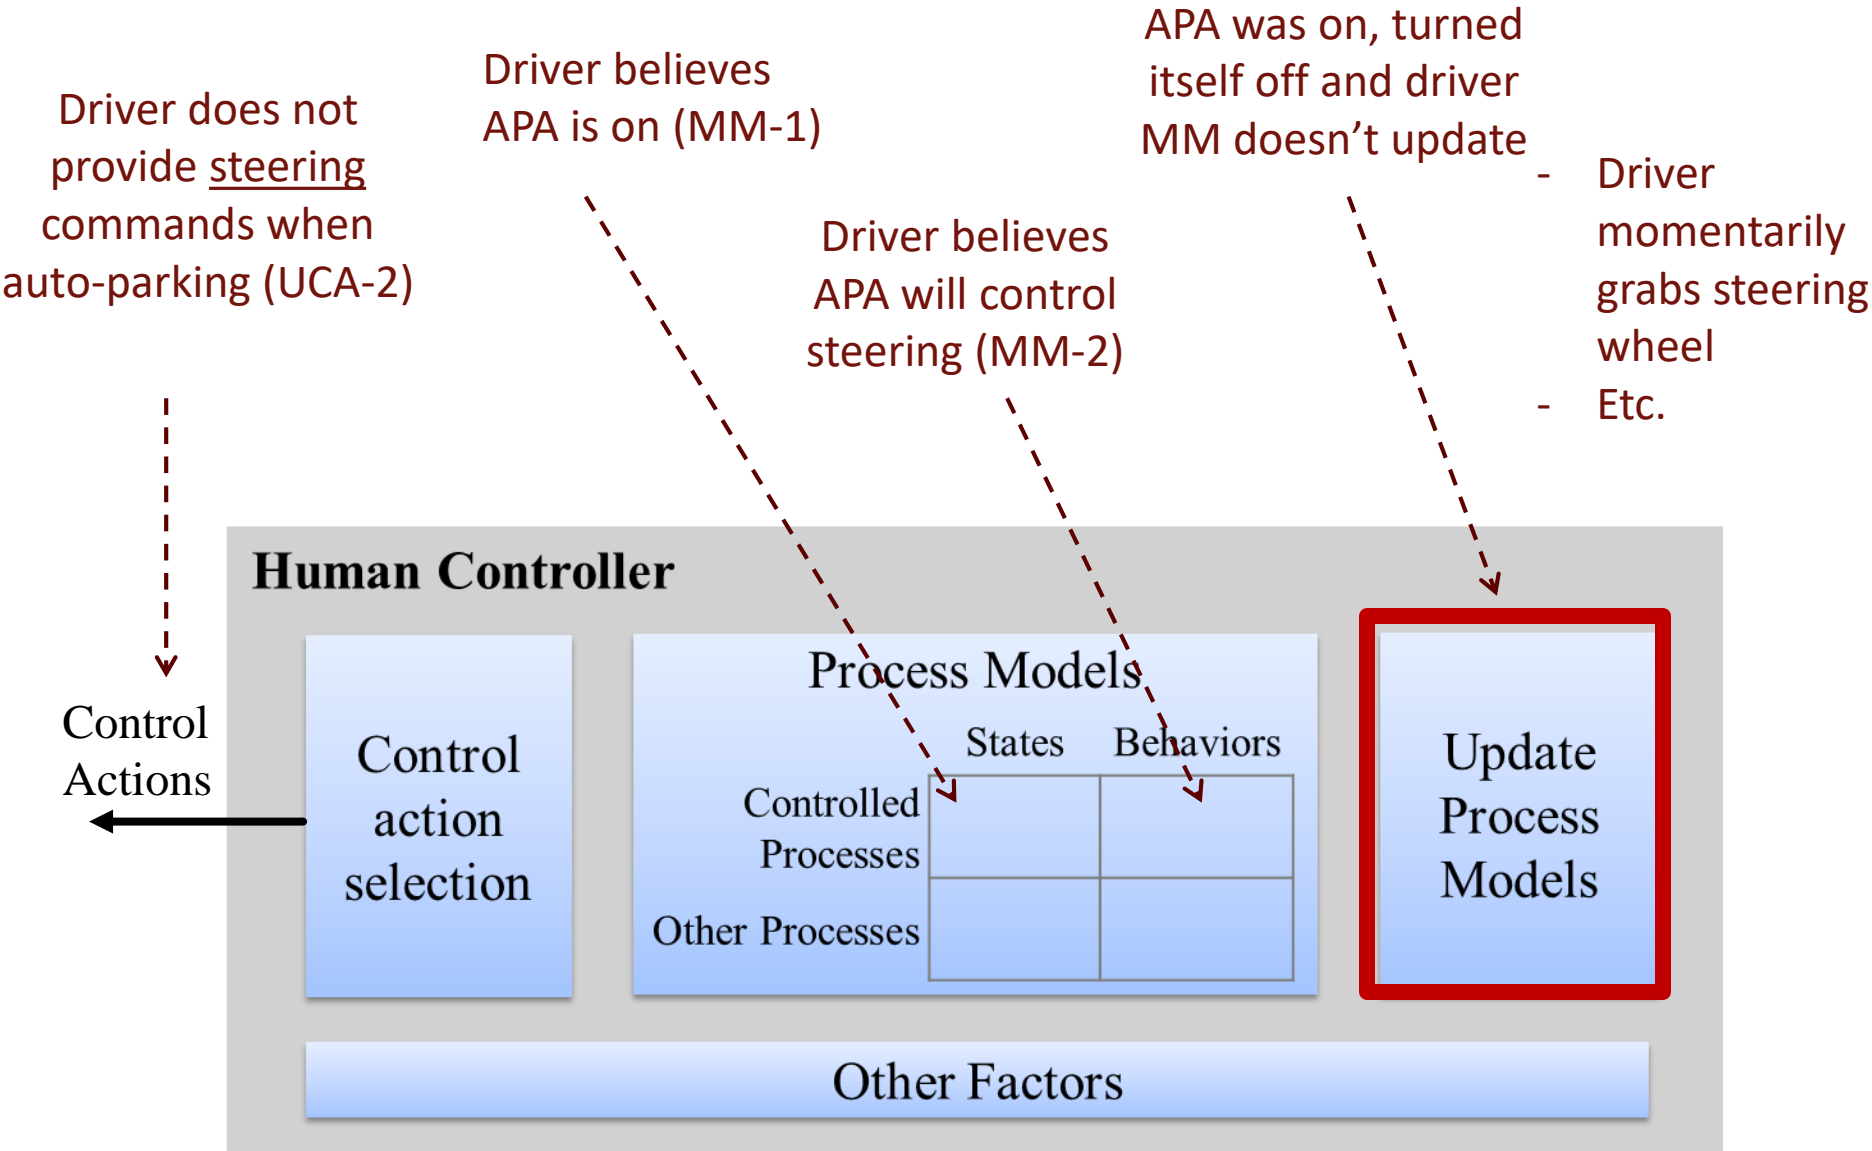 Driver does not
provide steering
commands when
auto-parking (UCA-2)
Driver believes
APA is on (MM-1)
Driver believes
APA will control
steering (MM-2)
APA was on, turned
itself off and driver
MM doesn’t update
- Driver
momentarily
grabs steering
wheel
- Etc.
Human Controller
Control
Actions
Control
action
selection
Process Models
States Behaviors
Controlled
Processes
Other Processes
Update
Process
Models
Other Factors